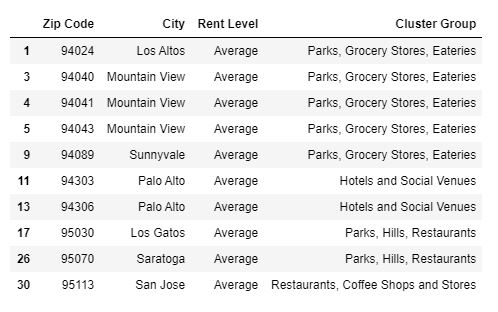 Zip Code City Rent Level Cluster Group
1 94024 Los Altos Average Parks, Grocery Stores, Eateries
3 94040 Mountain View Average Parks, Grocery Stores, Eateries
4 94041 Mountain View Average Parks, Grocery Stores, Eateries
5 94043 Mountain View Average Parks, Grocery Stores, Eateries
9 94089 Sunnyvale Average Parks, Grocery Stores, Eateries
11 94303 Palo Alto Average Hotels and Social Venues
13 94306 Palo Alto Average Hotels and Social Venues
17 95030 Los Gatos Average Parks, Hills, Restaurants
26 95070 Saratoga Average Parks, Hills, Restaurants
30 95113 San Jose Average Restaurants, Coffee Shops and Stores